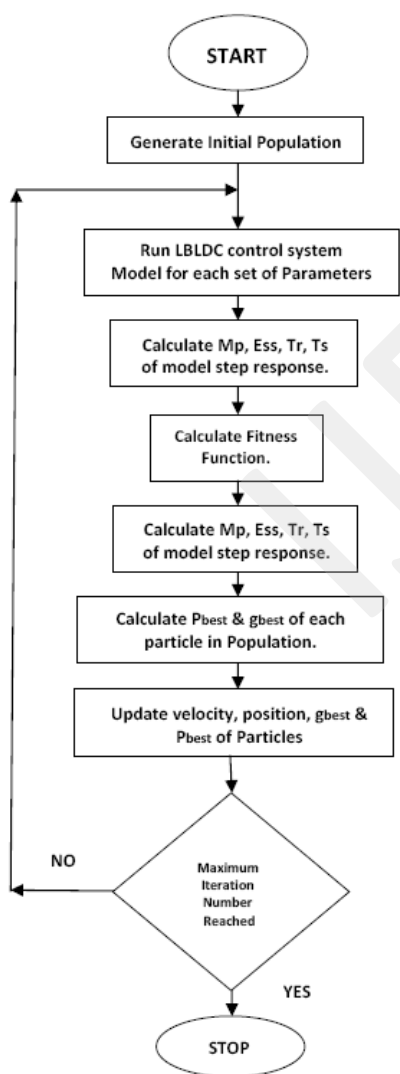 START
Generate Initial Population
Run LBLDC control system
Model for each set of Parameters
Calculate Mp, Ess, Tr, Ts
of model step response.
Calculate Fitness
Function.
Calculate Mp, Ess, Tr, Ts
of model step response.
Calculate Pbest & gbest of each
particle in Population.
Update velocity, position, gbest &
Pbest of Particles
NO
Maximum
Iteration
Number
Reached
YES
STOP